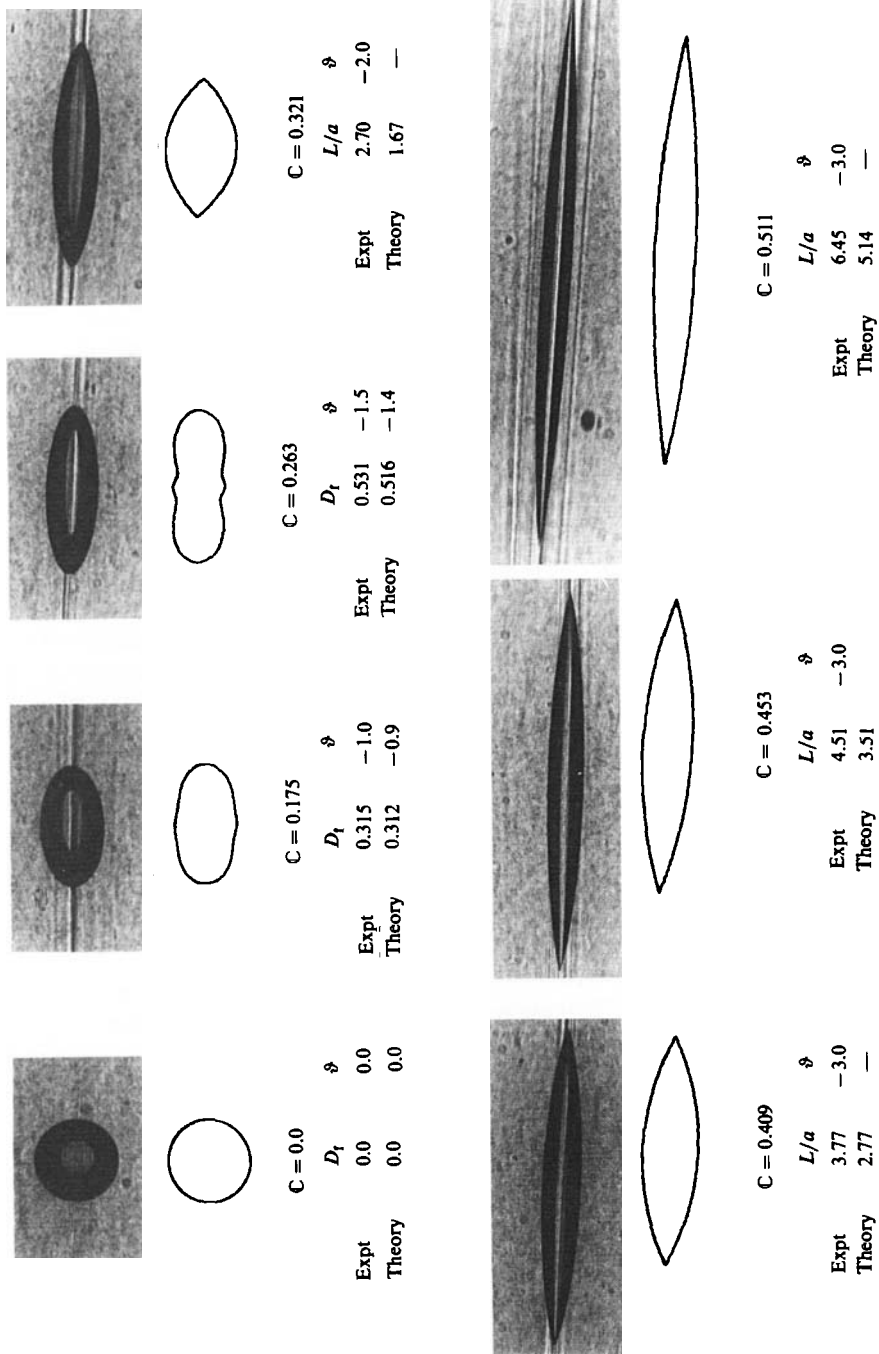 C = 0.0
D_f ϑ
Expt 0.0 0.0
Theory 0.0 0.0
C = 0.175
D_f ϑ
Expt 0.315 −1.0
Theory 0.312 −0.9
C = 0.263
D_f ϑ
Expt 0.531 −1.5
Theory 0.516 −1.4
C = 0.321
L/a ϑ
Expt 2.70 −2.0
Theory 1.67 —
C = 0.409
L/a ϑ
Expt 3.77 −3.0
Theory 2.77 —
C = 0.453
L/a ϑ
Expt 4.51 −3.0
Theory 3.51
C = 0.511
L/a ϑ
Expt 6.45 −3.0
Theory 5.14 —